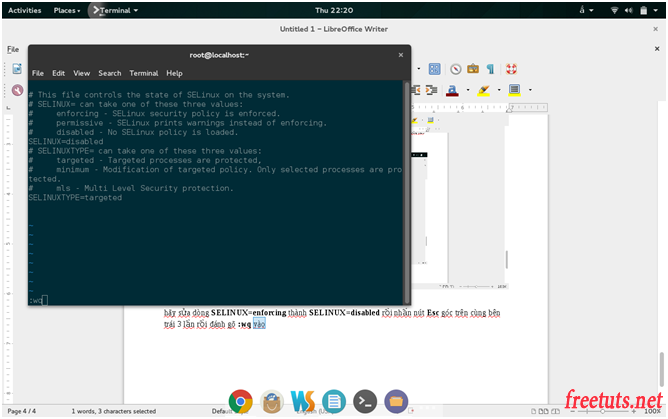 Activities Places Terminal Thu 22:20
Untitled 1 - LibreOffice Writer
File
root@localhost:~
File Edit View Search Terminal Help
# This file controls the state of SELinux on the system.
# SELINUX= can take one of these three values:
#     enforcing - SELinux security policy is enforced.
#     permissive - SELinux prints warnings instead of enforcing.
#     disabled - No SELinux policy is loaded.
SELINUX=disabled
# SELINUXTYPE= can take one of these three values:
#     targeted - Targeted processes are protected,
#     minimum - Modification of targeted policy. Only selected processes are pro
tected.
#     mls - Multi Level Security protection.
SELINUXTYPE=targeted
~
~
~
~
~
~
~
:wq
hãy sửa dòng SELINUX=enforcing thành SELINUX=disabled rồi nhấn nút Esc góc trên cùng bên
trái 3 lần rồi đánh gõ :wq vào
Page 4 / 4 1 words, 3 characters selected Default English (US) 100%
freetuts.net